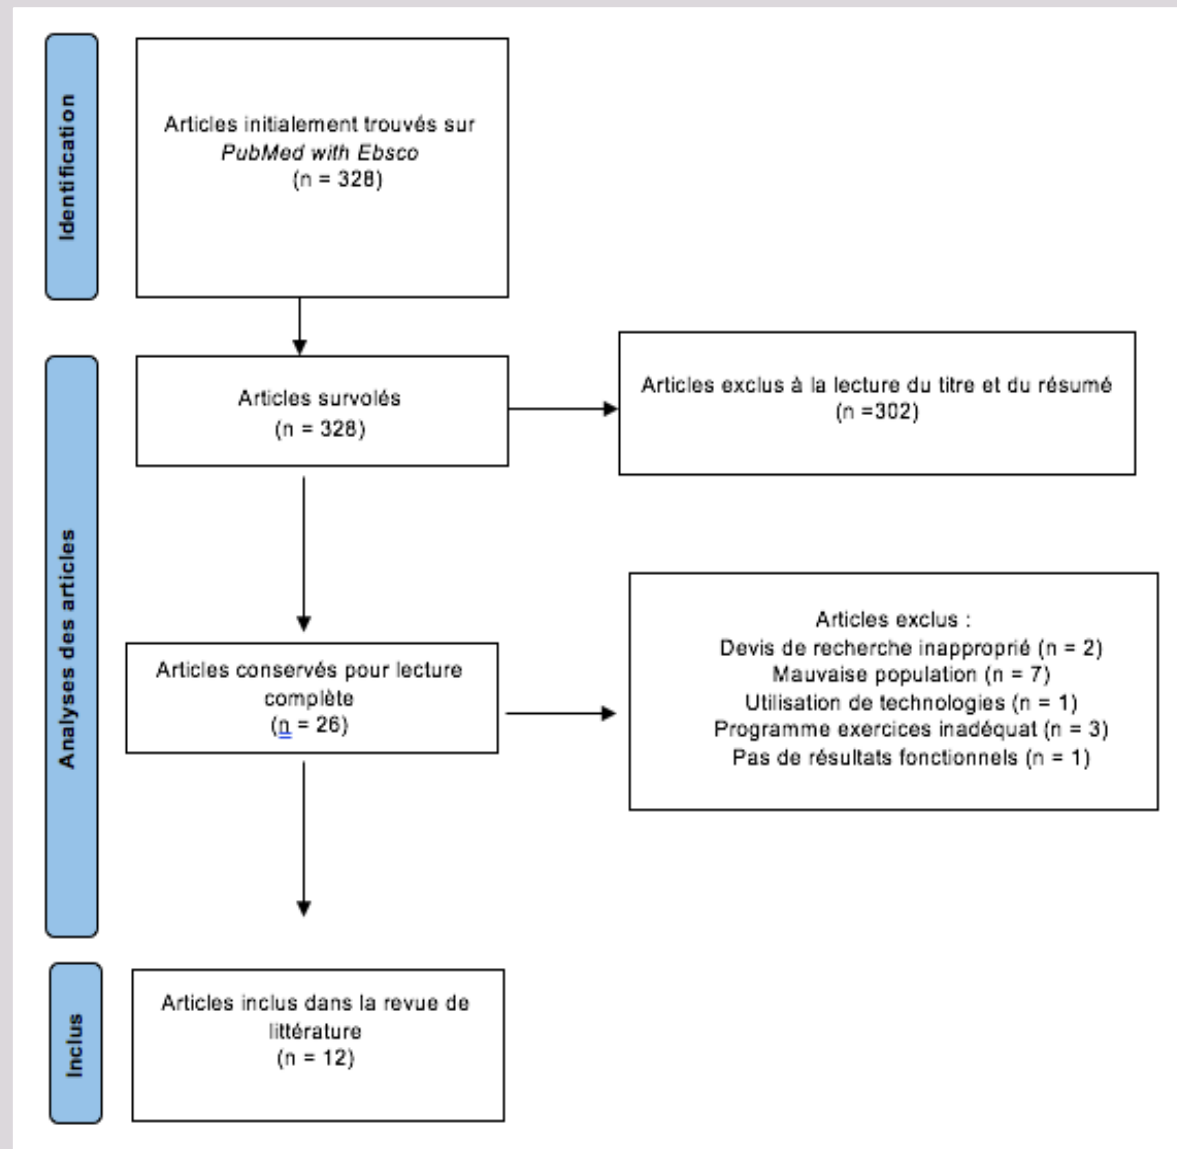 Identification
Articles initialement trouvés sur
PubMed with Ebsco
(n = 328)
Analyses des articles
Articles survolés
(n = 328)
Articles exclus à la lecture du titre et du résumé
(n =302)
Articles conservés pour lecture
complète
(n = 26)
Articles exclus :
Devis de recherche inapproprié (n = 2)
Mauvaise population (n = 7)
Utilisation de technologies (n = 1)
Programme exercices inadéquat (n = 3)
Pas de résultats fonctionnels (n = 1)
Inclus
Articles inclus dans la revue de
littérature
(n = 12)